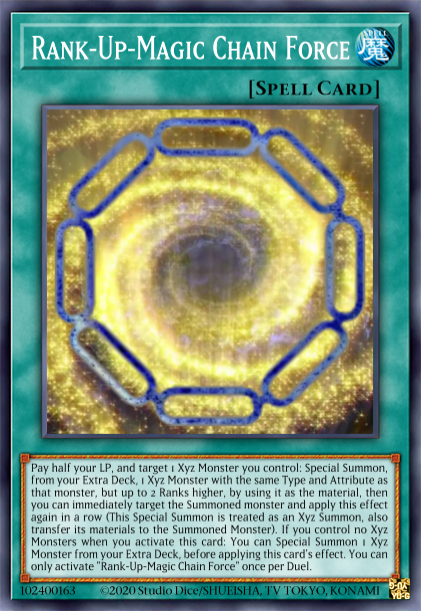 Rank-Up-Magic Chain Force
SPELL
魔
[Spell Card]
Pay half your LP, and target 1 Xyz Monster you control: Special Summon,
from your Extra Deck, 1 Xyz Monster with the same Type and Attribute as
that monster, but up to 2 Ranks higher, by using it as the material, then
you can immediately target the Summoned monster and apply this effect
again in a row (This Special Summon is treated as an Xyz Summon, also
transfer its materials to the Summoned Monster). If you control no Xyz
Monsters when you activate this card: You can Special Summon 1 Xyz
Monster from your Extra Deck, before applying this card's effect. You can
only activate "Rank-Up-Magic Chain Force" once per Duel.
102400163 ©2020 Studio Dice/SHUEISHA, TV TOKYO, KONAMI